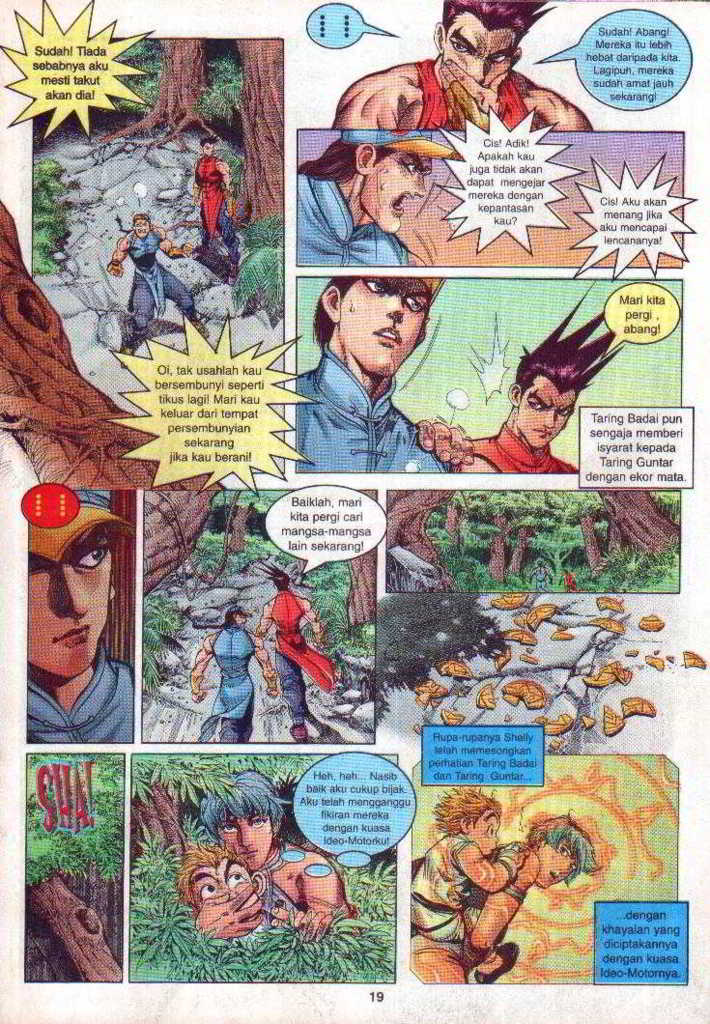 Sudah! Tiada
sebabnya aku
mesti takut
akan dia!
! !
Sudah! Abang!
Mereka itu lebih
hebat daripada kita.
Lagipuh, mereka
sudah amat jauh
sekarang!
Cis! Adik!
Apakah kau
juga tidak akan
dapat mengejar
mereka dengan
kepantasan
kau?
Cis! Aku akan
menang jika
aku mencapai
lencananya!
Oi, tak usahlah kau
bersembunyi seperti
tikus lagi! Mari kau
keluar dari tempat
persembunyian
sekarang
jika kau berani!
Mari kita
pergi ,
abang!
Taring Badai pun
sengaja memberi
isyarat kepada
Taring Guntar
dengan ekor mata.
! !
Baiklah, mari
kita pergi cari
mangsa-mangsa
lain sekarang!
Rupa-rupanya Shelly
telah memesongkan
perhatian Taring Badai
dan Taring Guntar...
SHA!
Heh, heh... Nasib
baik aku cukup bijak.
Aku telah mengganggu
fikiran mereka
dengan kuasa
Ideo-Motorku!
...dengan
khayalan yang
diciptakannya
dengan kuasa
Ideo-Motornya.
19